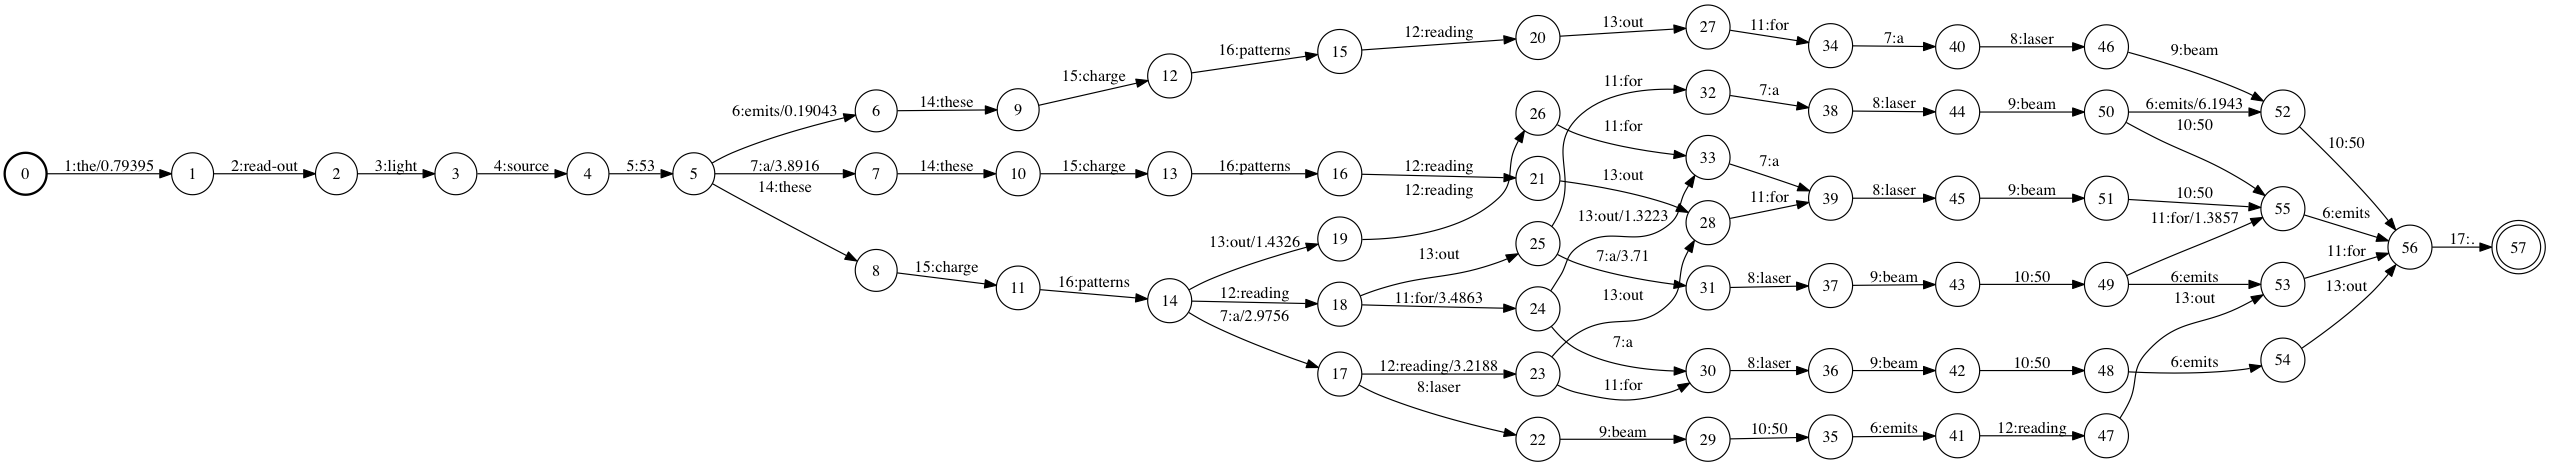 0
1:the/0.79395
1
2:read-out
2
3:light
3
4:source
4
5:53
5
6:emits/0.19043
6
14:these
9
15:charge
12
16:patterns
15
12:reading
20
13:out
27
11:for
34
7:a
40
8:laser
46
9:beam
52
10:50
7:a/3.8916
7
14:these
10
15:charge
13
16:patterns
16
12:reading
21
13:out
28
11:for
39
8:laser
45
9:beam
51
10:50
55
6:emits
56
17:.
57
14:these
8
15:charge
11
16:patterns
14
13:out/1.4326
19
12:reading
26
11:for
33
7:a
12:reading
18
13:out
25
11:for
32
7:a
38
8:laser
44
9:beam
50
6:emits/6.1943
10:50
7:a/3.71
31
8:laser
37
9:beam
43
10:50
49
11:for/1.3857
6:emits
53
11:for
11:for/3.4863
24
13:out/1.3223
7:a
30
8:laser
36
9:beam
42
10:50
48
6:emits
54
13:out
7:a/2.9756
17
12:reading/3.2188
23
13:out
11:for
8:laser
22
9:beam
29
10:50
35
6:emits
41
12:reading
47
13:out